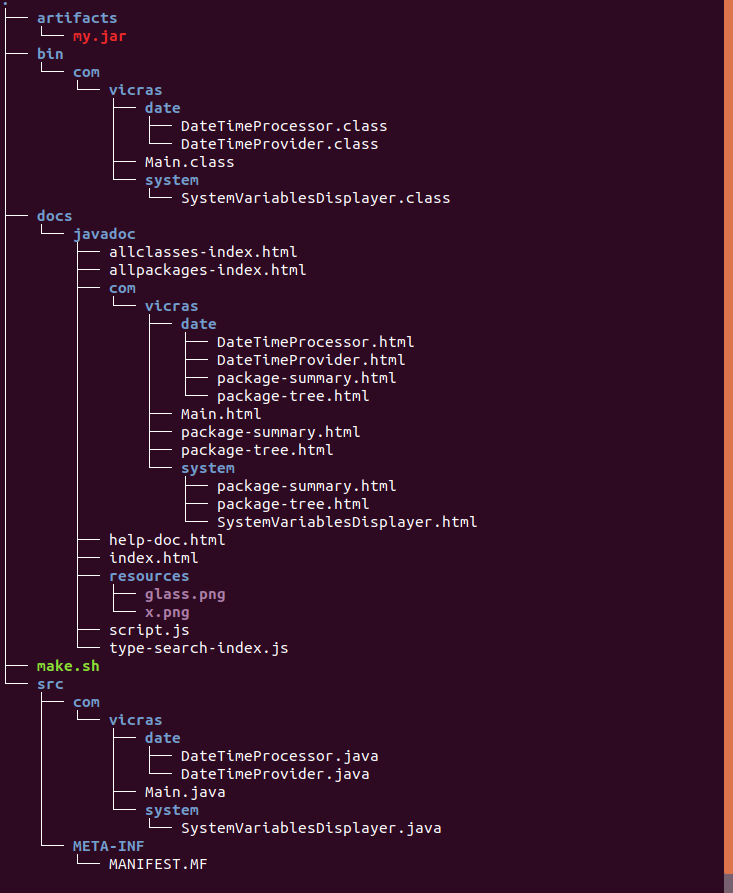 .
├── artifacts
│   └── my.jar
├── bin
│   └── com
│       └── vicras
│           ├── date
│           │   ├── DateTimeProcessor.class
│           │   └── DateTimeProvider.class
│           ├── Main.class
│           └── system
│               └── SystemVariablesDisplayer.class
├── docs
│   └── javadoc
│       ├── allclasses-index.html
│       ├── allpackages-index.html
│       ├── com
│       │   └── vicras
│       │       ├── date
│       │       │   ├── DateTimeProcessor.html
│       │       │   ├── DateTimeProvider.html
│       │       │   ├── package-summary.html
│       │       │   └── package-tree.html
│       │       ├── Main.html
│       │       ├── package-summary.html
│       │       ├── package-tree.html
│       │       └── system
│       │           ├── package-summary.html
│       │           ├── package-tree.html
│       │           └── SystemVariablesDisplayer.html
│       ├── help-doc.html
│       ├── index.html
│       ├── resources
│       │   ├── glass.png
│       │   └── x.png
│       ├── script.js
│       └── type-search-index.js
├── make.sh
└── src
    ├── com
    │   └── vicras
    │       ├── date
    │       │   ├── DateTimeProcessor.java
    │       │   └── DateTimeProvider.java
    │       ├── Main.java
    │       └── system
    │           └── SystemVariablesDisplayer.java
    └── META-INF
        └── MANIFEST.MF